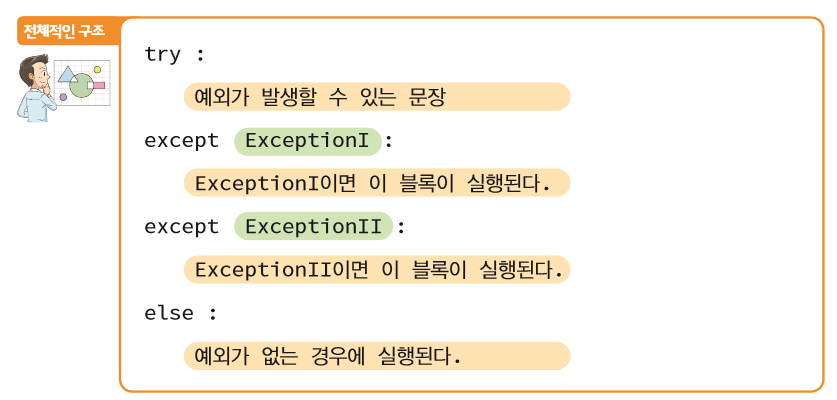 전체적인 구조
try :
예외가 발생할 수 있는 문장
except ExceptionI:
ExceptionI이면 이 블록이 실행된다.
except ExceptionII:
ExceptionII이면 이 블록이 실행된다.
else :
예외가 없는 경우에 실행된다.